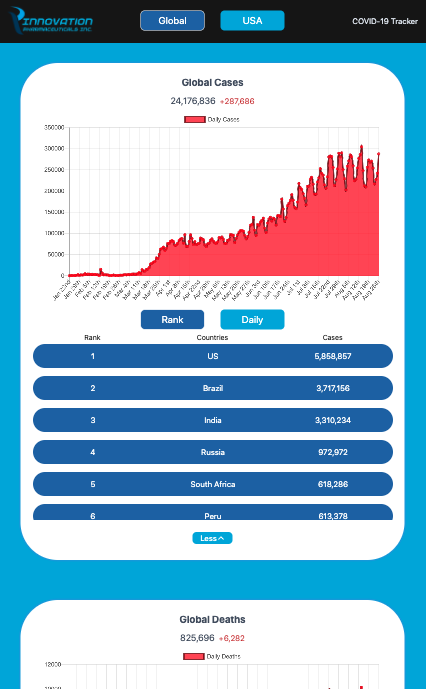 INNOVATION
PHARMACEUTICALS INC.
Global
USA
COVID-19 Tracker
Global Cases
24,176,836 +287,686
Daily Cases
350000
300000
250000
200000
150000
100000
50000
0
Rank
Daily
Rank Countries Cases
1 US 5,858,857
2 Brazil 3,717,156
3 India 3,310,234
4 Russia 972,972
5 South Africa 618,286
6 Peru 613,378
Less
Global Deaths
825,696 +6,282
Daily Deaths
12000